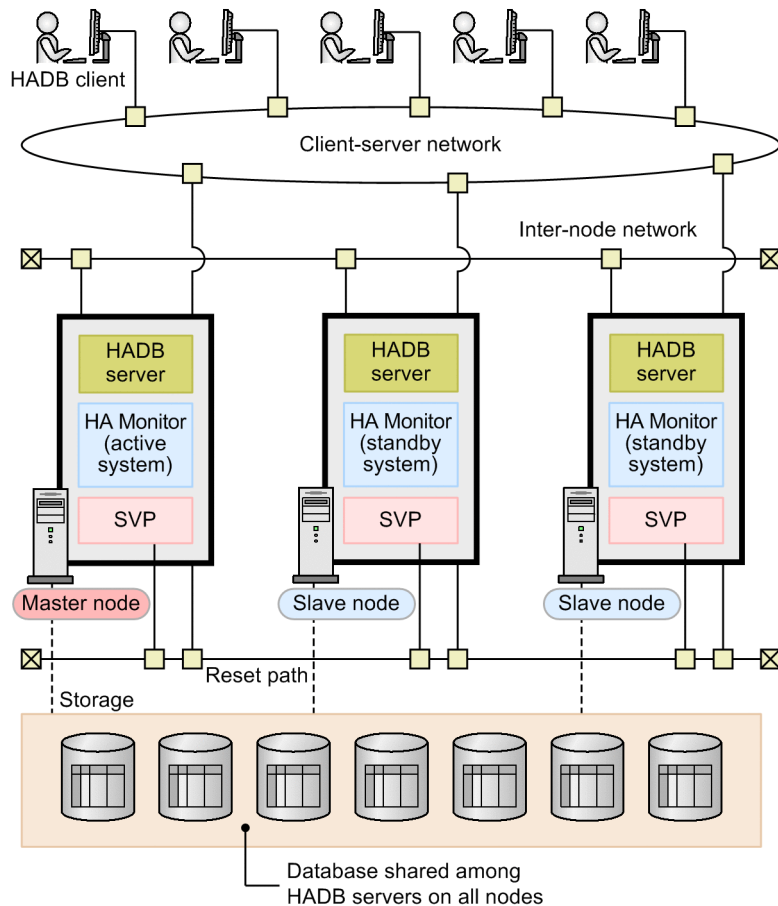 HADB client
Client-server network
Inter-node network
HADB
server
HA Monitor
(active
system)
SVP
Master node
HADB
server
HA Monitor
(standby
system)
SVP
Slave node
HADB
server
HA Monitor
(standby
system)
SVP
Slave node
Reset path
Storage
Database shared among
HADB servers on all nodes